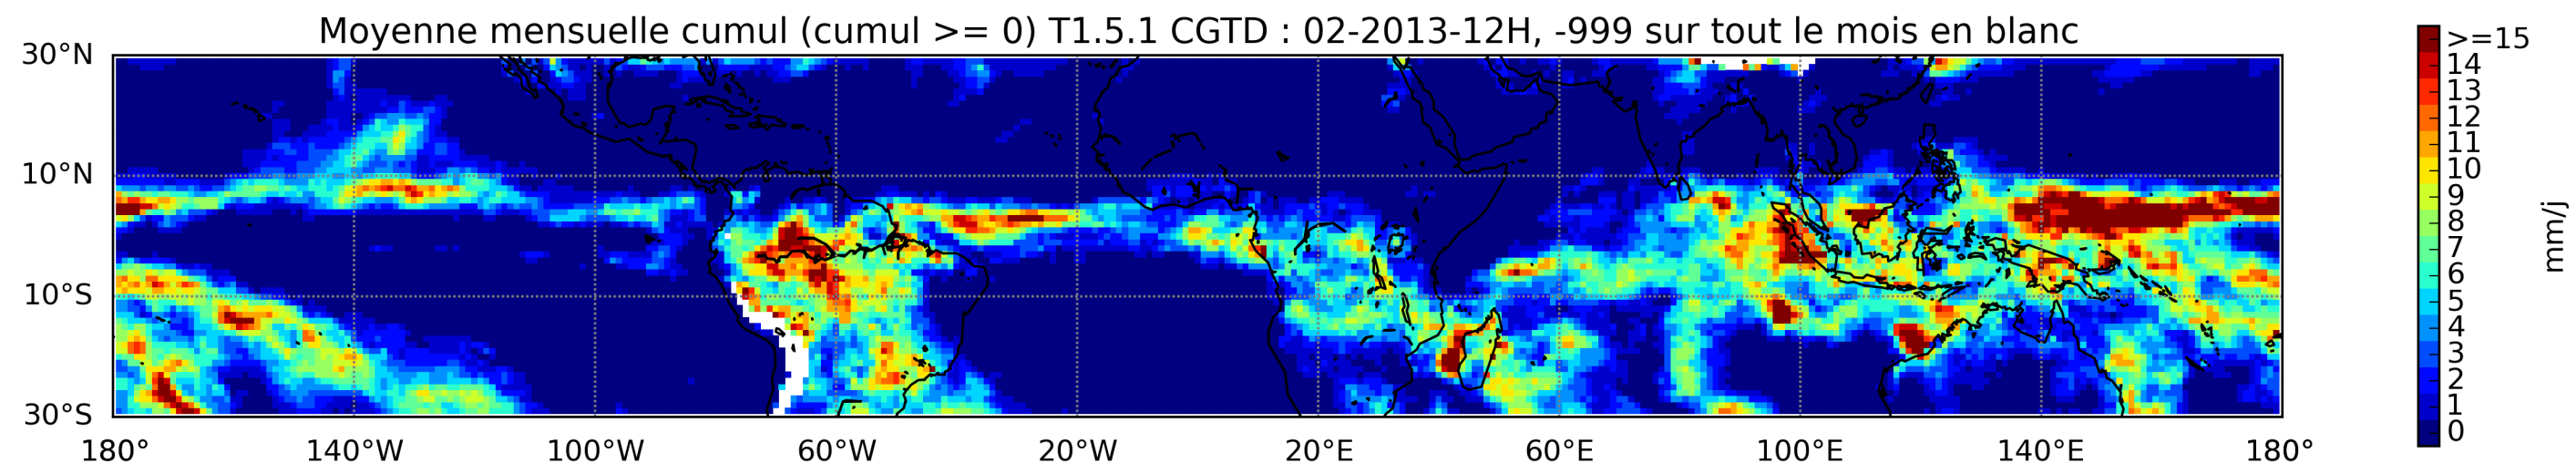 Moyenne mensuelle cumul (cumul >= 0) T1.5.1 CGTD : 02-2013-12H, -999 sur tout le mois en blanc
30°N
10°N
10°S
30°S
180°
140°W
100°W
60°W
20°W
20°E
60°E
100°E
140°E
180°
>=15
14
13
12
11
10
9
8
7
6
5
4
3
2
1
0
mm/j